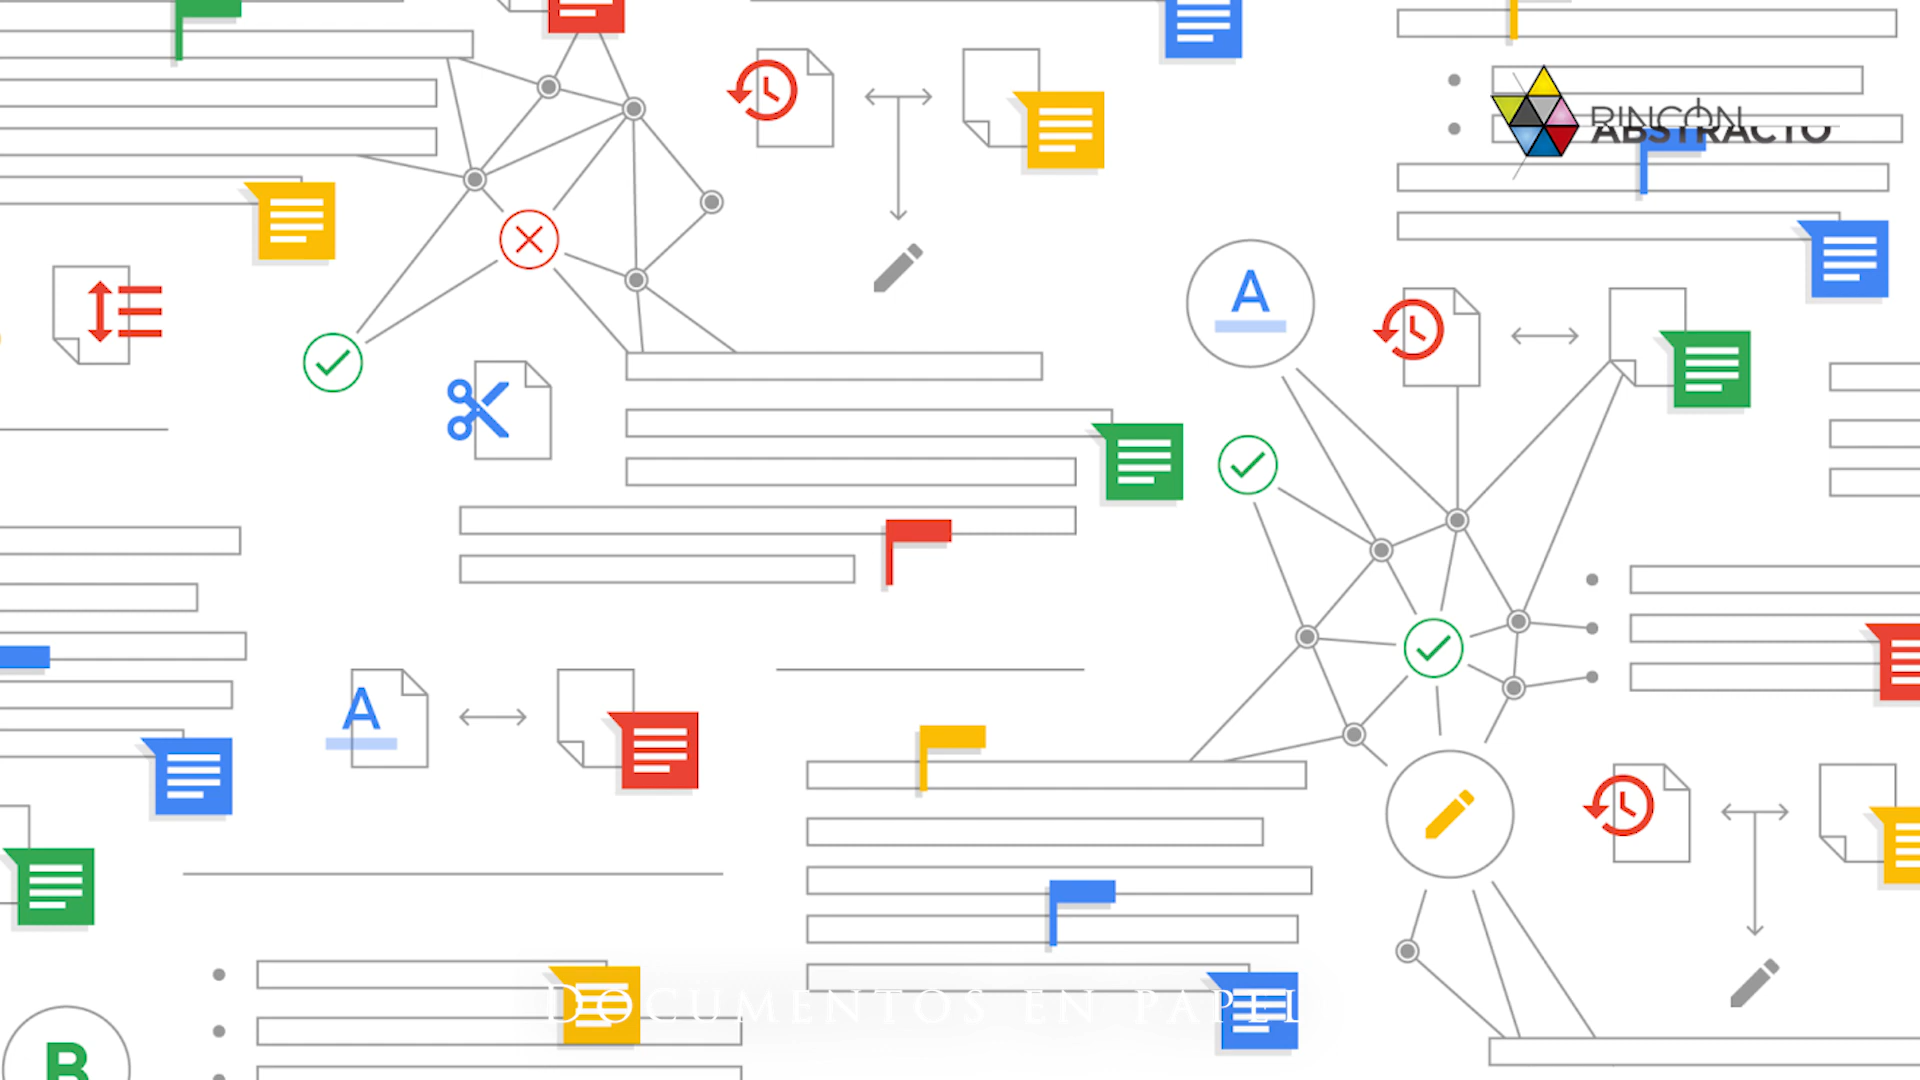 RINCÓN
ABSTRACTO
A
A
Documentos en papel
B